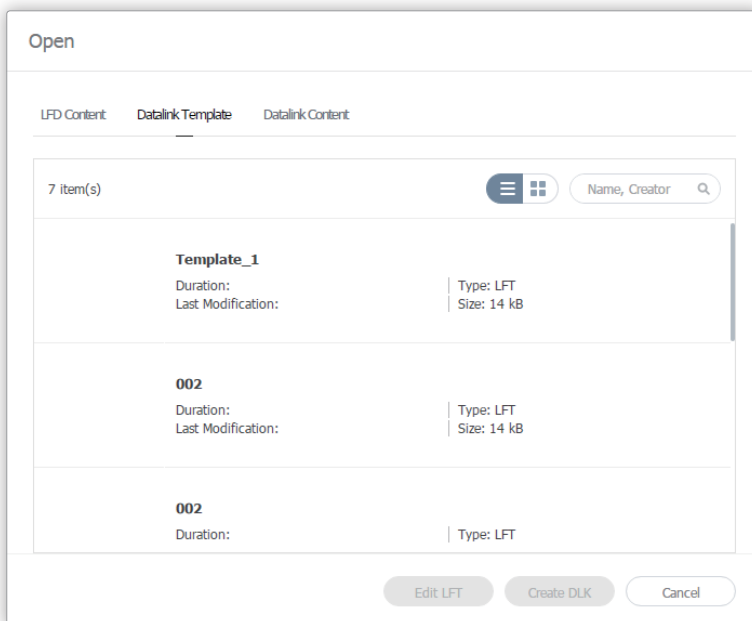 Open
LFD Content Datalink Template Datalink Content
7 item(s) Name, Creator
Template_1
Duration: Type: LFT
Last Modification: Size: 14 kB
002
Duration: Type: LFT
Last Modification: Size: 14 kB
002
Duration: Type: LFT
Edit LFT Create DLK Cancel